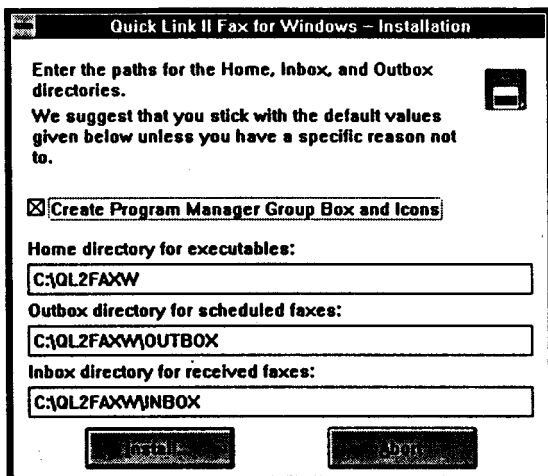 Quick Link II Fax for Windows – Installation
Enter the paths for the Home, Inbox, and Outbox
directories.
We suggest that you stick with the default values
given below unless you have a specific reason not
to.
Create Program Manager Group Box and Icons
Home directory for executables:
C:\QL2FAXW
Outbox directory for scheduled faxes:
C:\QL2FAXW\OUTBOX
Inbox directory for received faxes:
C:\QL2FAXW\INBOX
Install